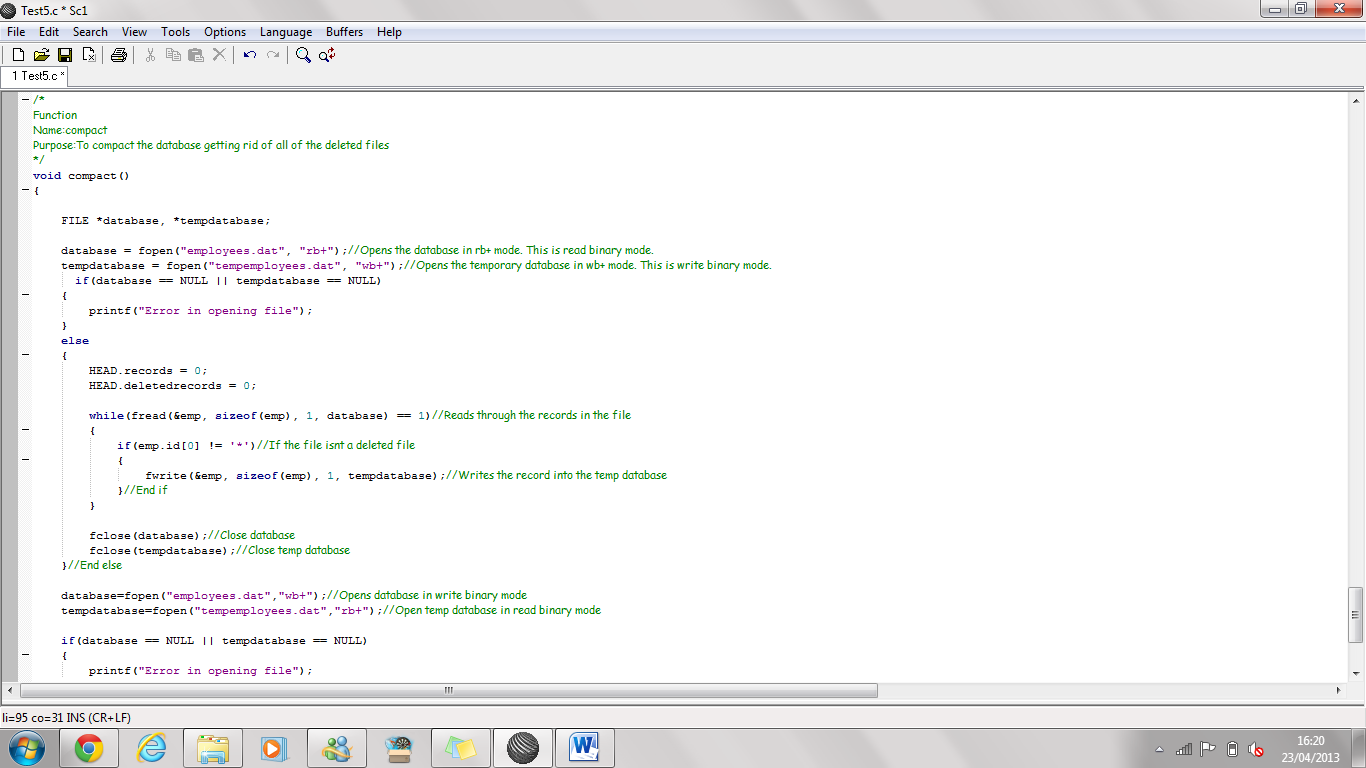 Test5.c * Sc1
File Edit Search View Tools Options Language Buffers Help
1 Test5.c *
/*
Function
Name:compact
Purpose:To compact the database getting rid of all of the deleted files
*/
void compact()
{
FILE *database, *tempdatabase;
database = fopen("employees.dat", "rb+");//Opens the database in rb+ mode. This is read binary mode.
tempdatabase = fopen("tempemployees.dat", "wb+");//Opens the temporary database in wb+ mode. This is write binary mode.
if(database == NULL || tempdatabase == NULL)
{
printf("Error in opening file");
}
else
{
HEAD.records = 0;
HEAD.deletedrecords = 0;
while(fread(&emp, sizeof(emp), 1, database) == 1)//Reads through the records in the file
{
if(emp.id[0] != '*')//If the file isnt a deleted file
{
fwrite(&emp, sizeof(emp), 1, tempdatabase);//Writes the record into the temp database
}//End if
}
fclose(database);//Close database
fclose(tempdatabase);//Close temp database
}//End else
database=fopen("employees.dat","wb+");//Opens database in write binary mode
tempdatabase=fopen("tempemployees.dat","rb+");//Open temp database in read binary mode
if(database == NULL || tempdatabase == NULL)
{
printf("Error in opening file");
li=95 co=31 INS (CR+LF)
16:20
23/04/2013